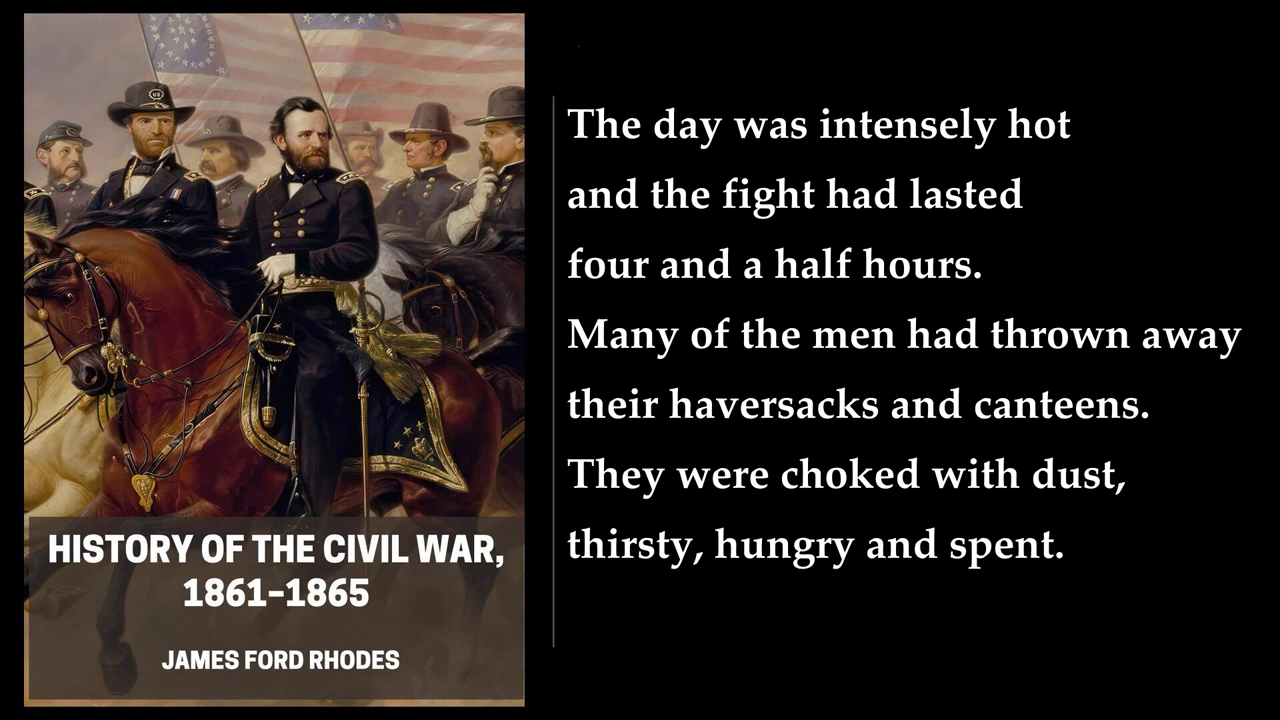 HISTORY OF THE CIVIL WAR,
1861–1865
JAMES FORD RHODES
The day was intensely hot
and the fight had lasted
four and a half hours.
Many of the men had thrown away
their haversacks and canteens.
They were choked with dust,
thirsty, hungry and spent.